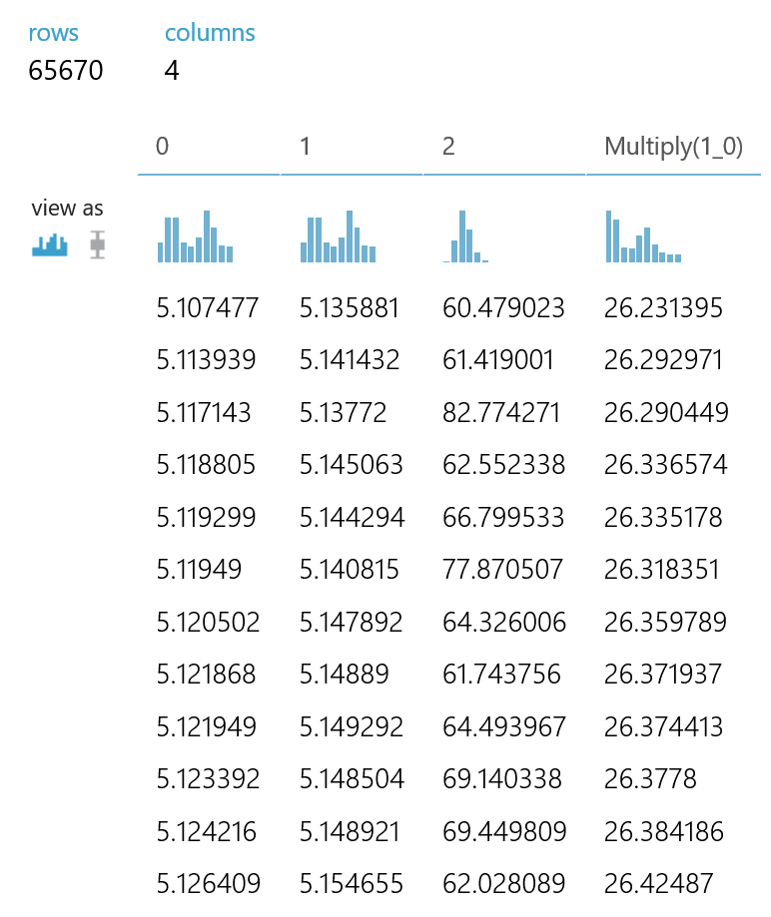 rows columns
65670 4
0 1 2 Multiply(1_0)
view as
5.107477 5.135881 60.479023 26.231395
5.113939 5.141432 61.419001 26.292971
5.117143 5.13772 82.774271 26.290449
5.118805 5.145063 62.552338 26.336574
5.119299 5.144294 66.799533 26.335178
5.11949 5.140815 77.870507 26.318351
5.120502 5.147892 64.326006 26.359789
5.121868 5.14889 61.743756 26.371937
5.121949 5.149292 64.493967 26.374413
5.123392 5.148504 69.140338 26.3778
5.124216 5.148921 69.449809 26.384186
5.126409 5.154655 62.028089 26.42487